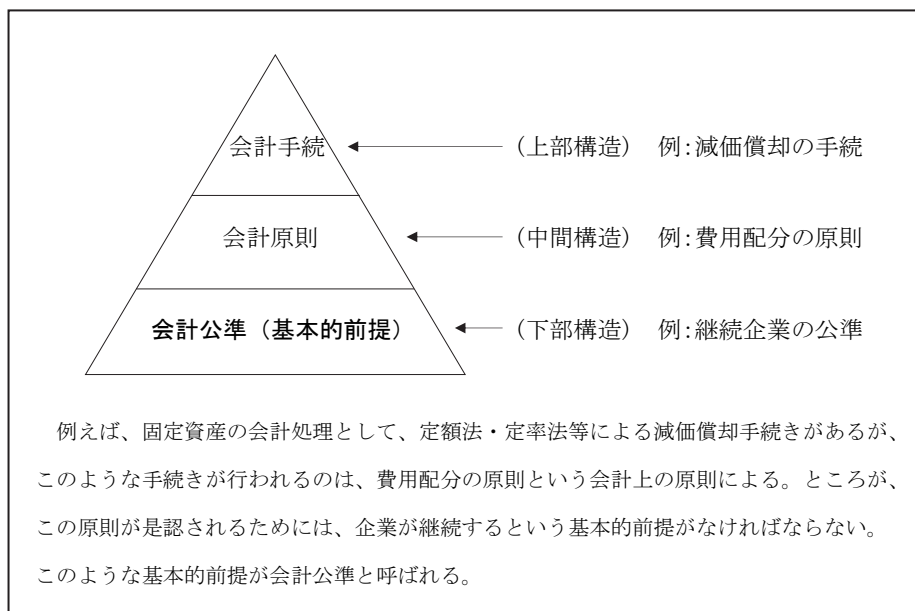 会計手続
（上部構造）　例：減価償却の手続
会計原則
（中間構造）　例：費用配分の原則
会計公準（基本的前提）
（下部構造）　例：継続企業の公準
例えば、固定資産の会計処理として、定額法・定率法等による減価償却手続きがあるが、
このような手続きが行われるのは、費用配分の原則という会計上の原則による。ところが、
この原則が是認されるためには、企業が継続するという基本的前提がなければならない。
このような基本的前提が会計公準と呼ばれる。